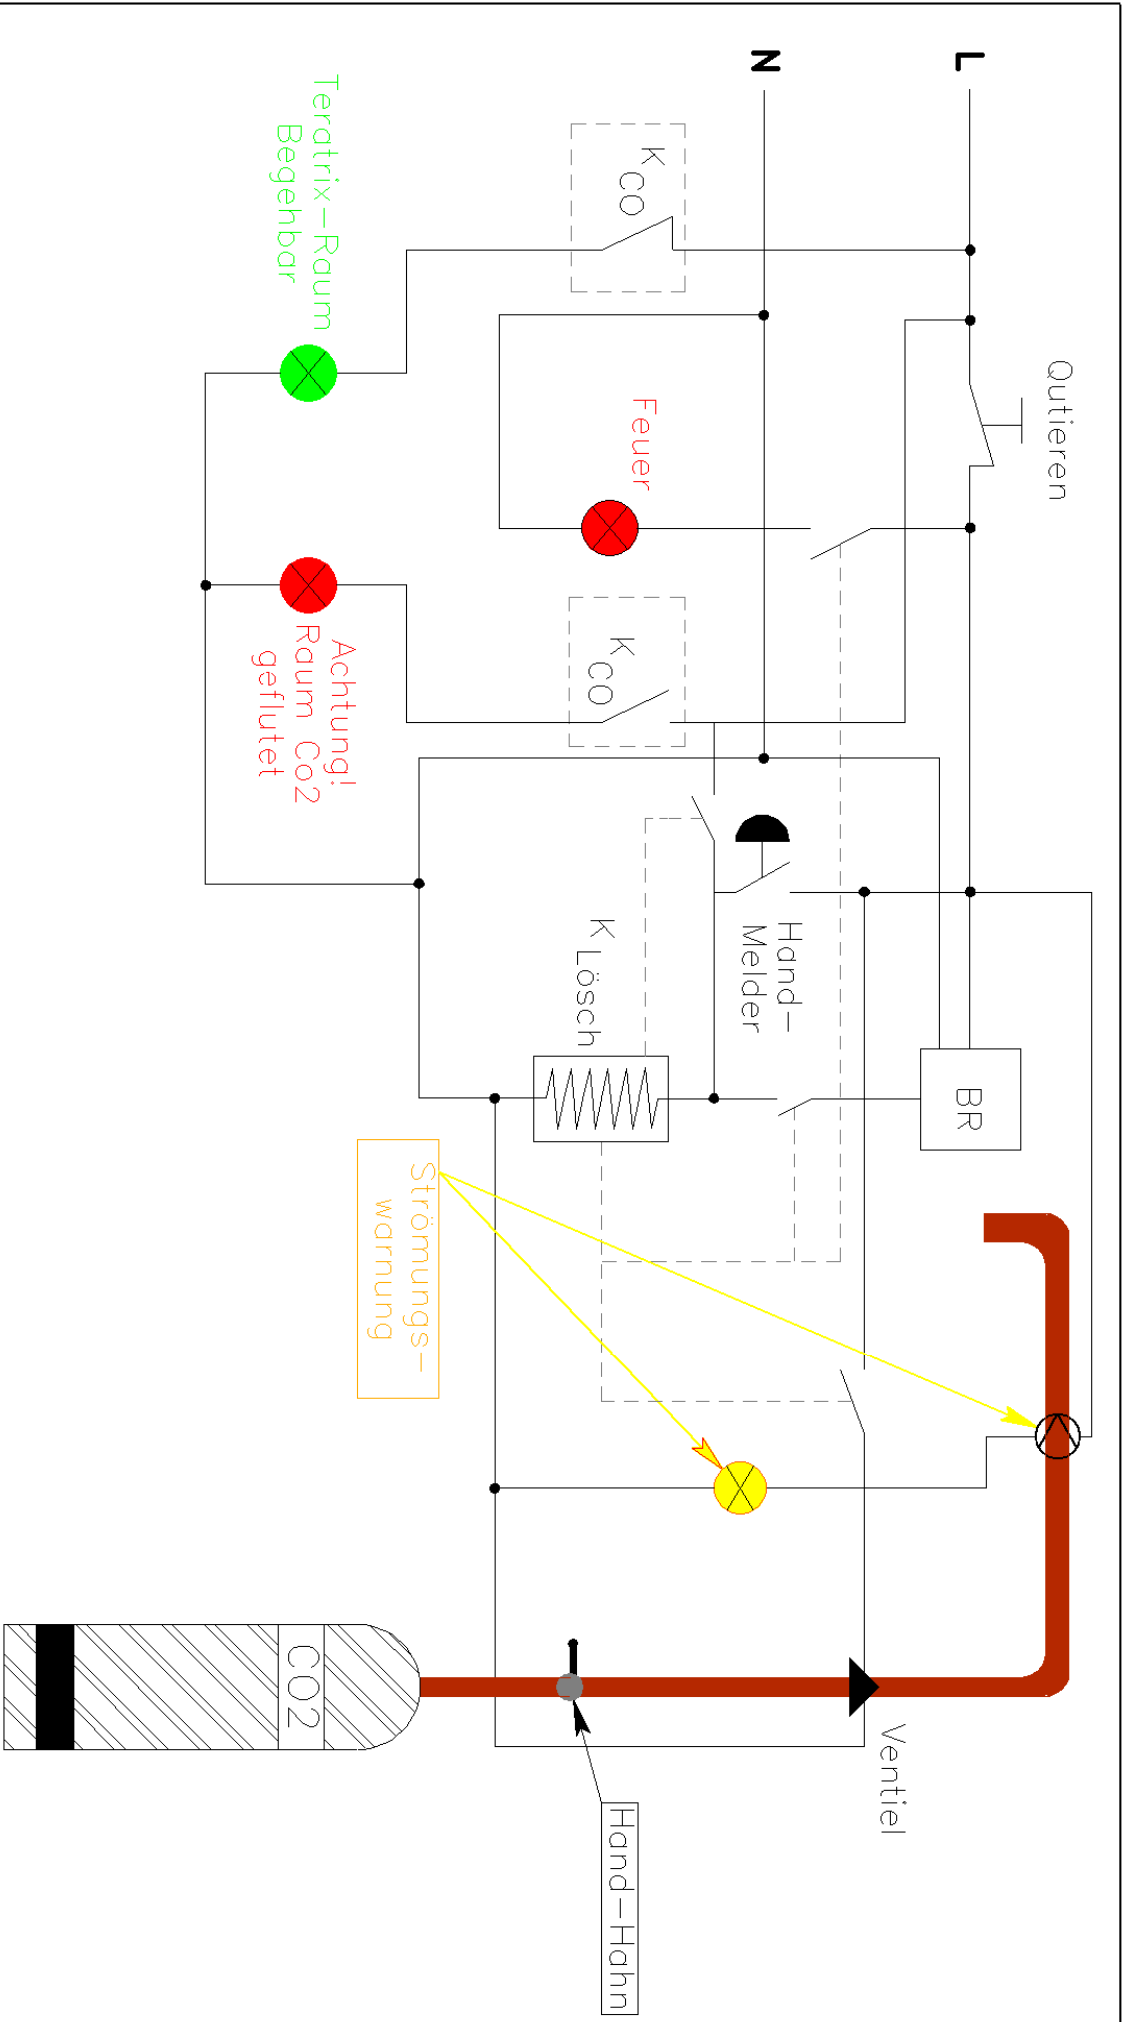 L
N
Qutieren
K CO
Teratrix-Raum
Begehbar
Feuer
K CO
Achtung!
Raum Co2
geflutet
Hand-
Melder
K Lösch
BR
Strömungs-
warnung
Ventiel
Hand-Hahn
CO2